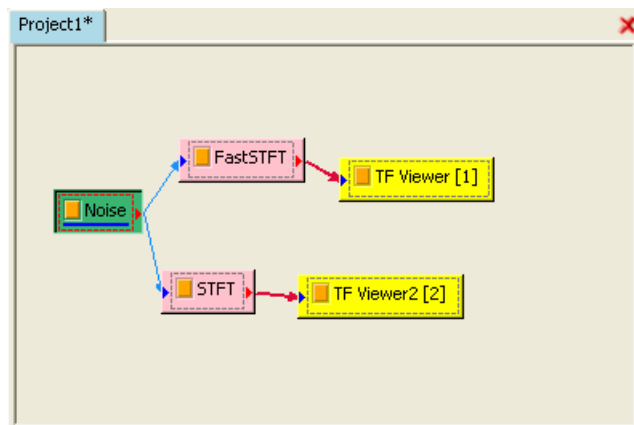 Project1*
FastSTFT
TF Viewer [1]
Noise
STFT
TF Viewer2 [2]